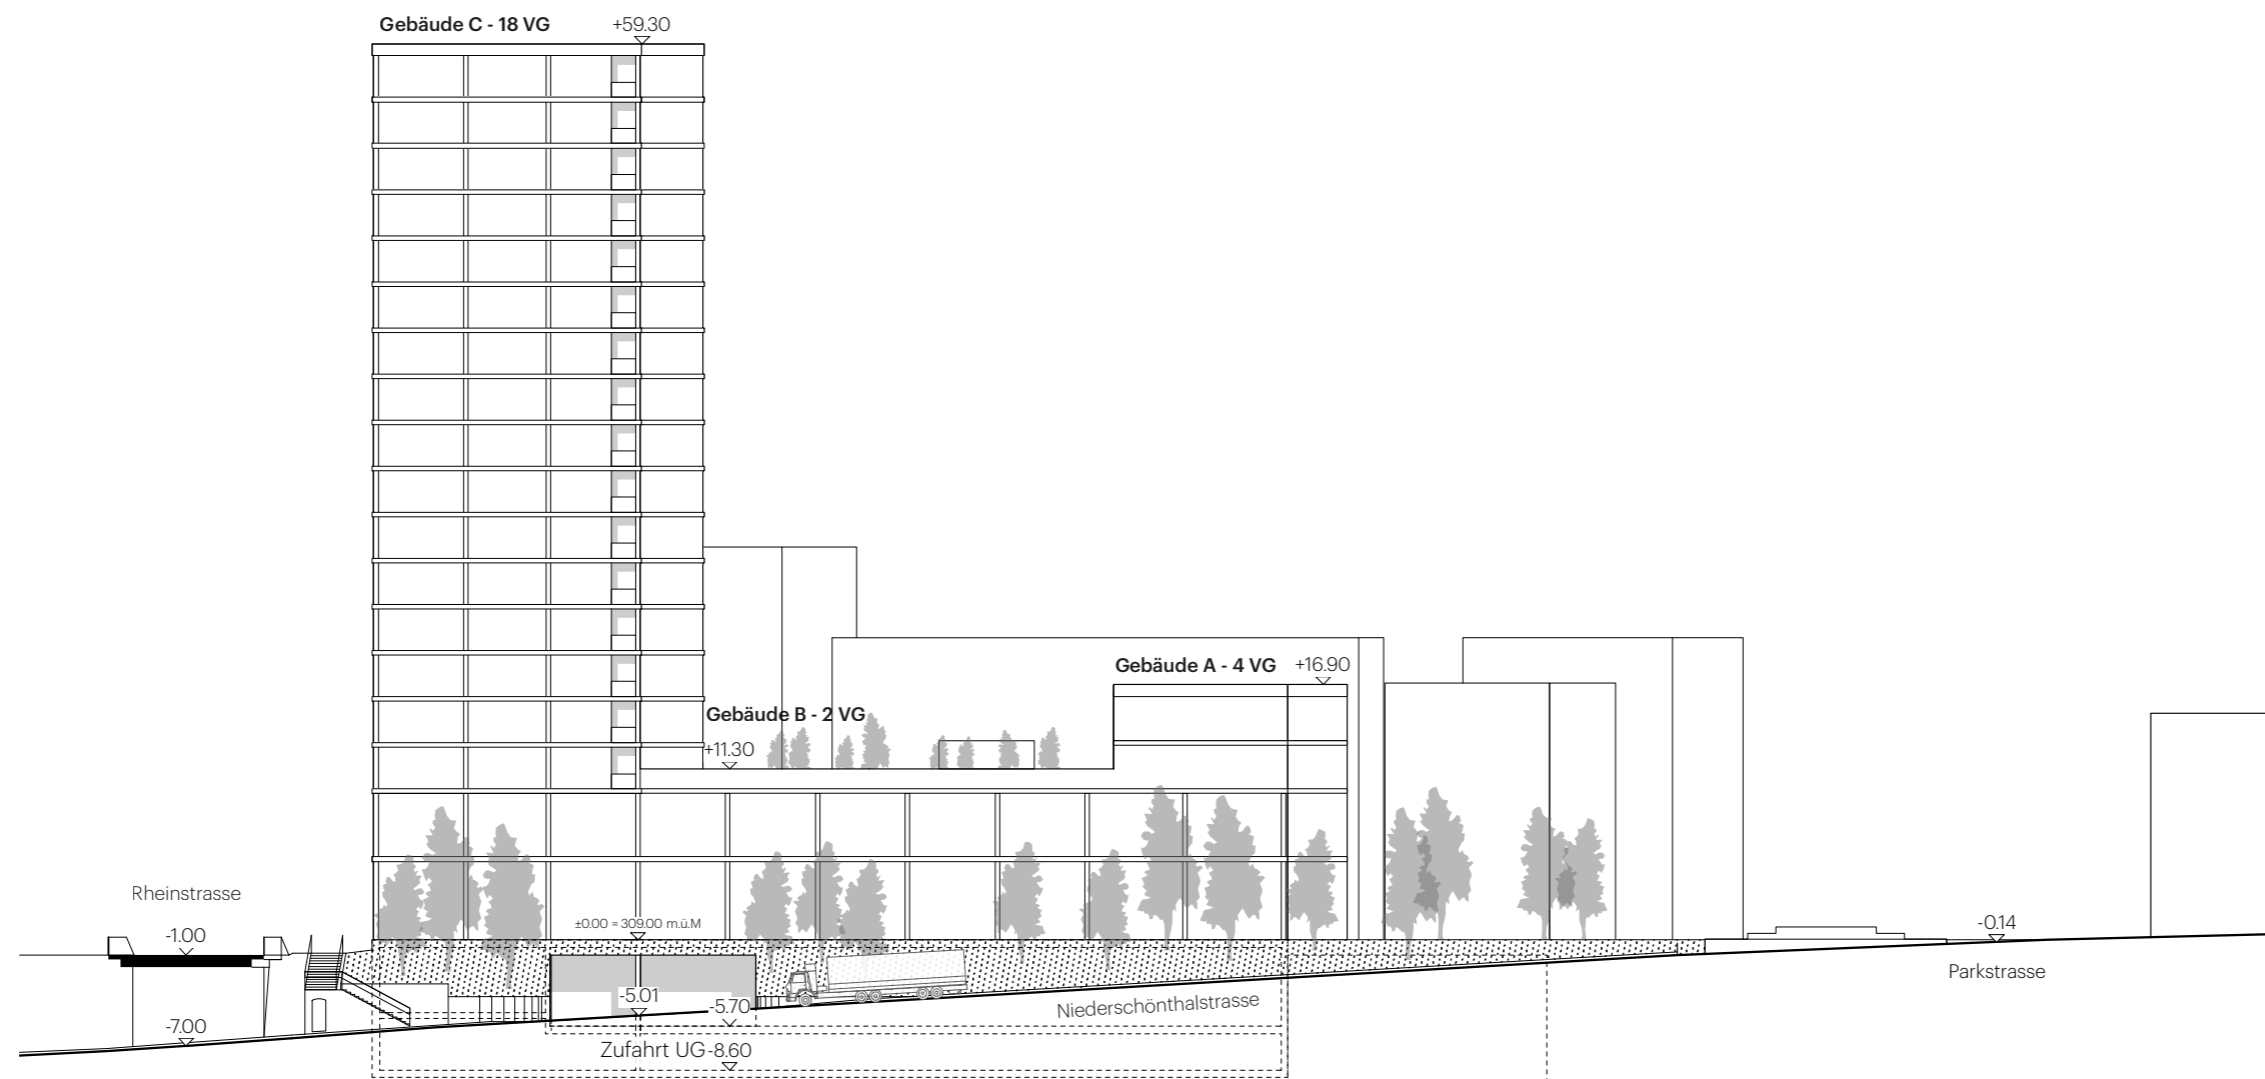 Gebäude C - 18 VG
+59.30
Gebäude A - 4 VG
+16.90
Gebäude B - 2 VG
+11.30
Rheinstrasse
±0.00 = 309.00 m.ü.M
-1.00
-0.14
Parkstrasse
-5.01
-5.70
Niederschönthalstrasse
-7.00
Zufahrt UG
-8.60